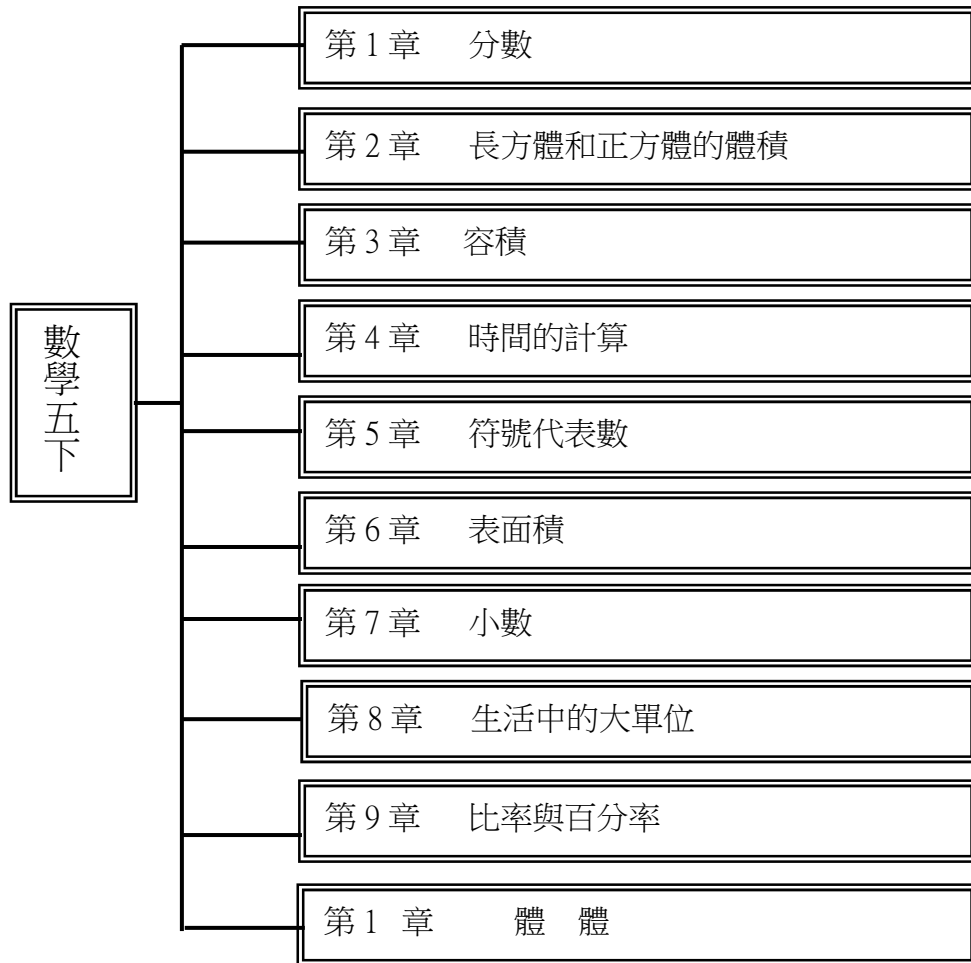 數學五下
第1章 分數
第2章 長方體和正方體的體積
第3章 容積
第4章 時間的計算
第5章 符號代表數
第6章 表面積
第7章 小數
第8章 生活中的大單位
第9章 比率與百分率
第1 章 體 體